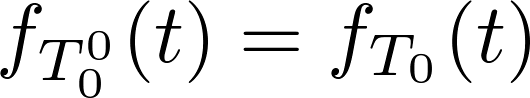 $f_{T_0^0}(t) = f_{T_0}(t)$